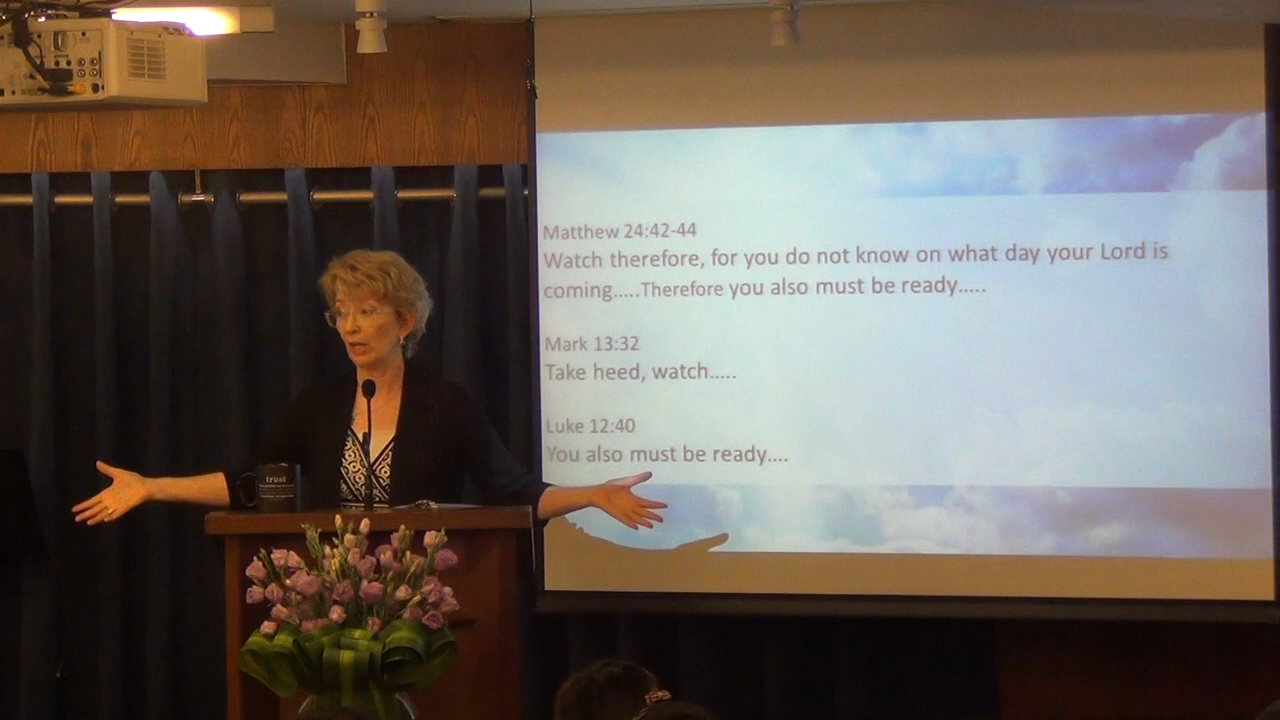 Matthew 24:42-44
Watch therefore, for you do not know on what day your Lord is
coming.....Therefore you also must be ready.....
Mark 13:32
Take heed, watch.....
Luke 12:40
You also must be ready....
trust